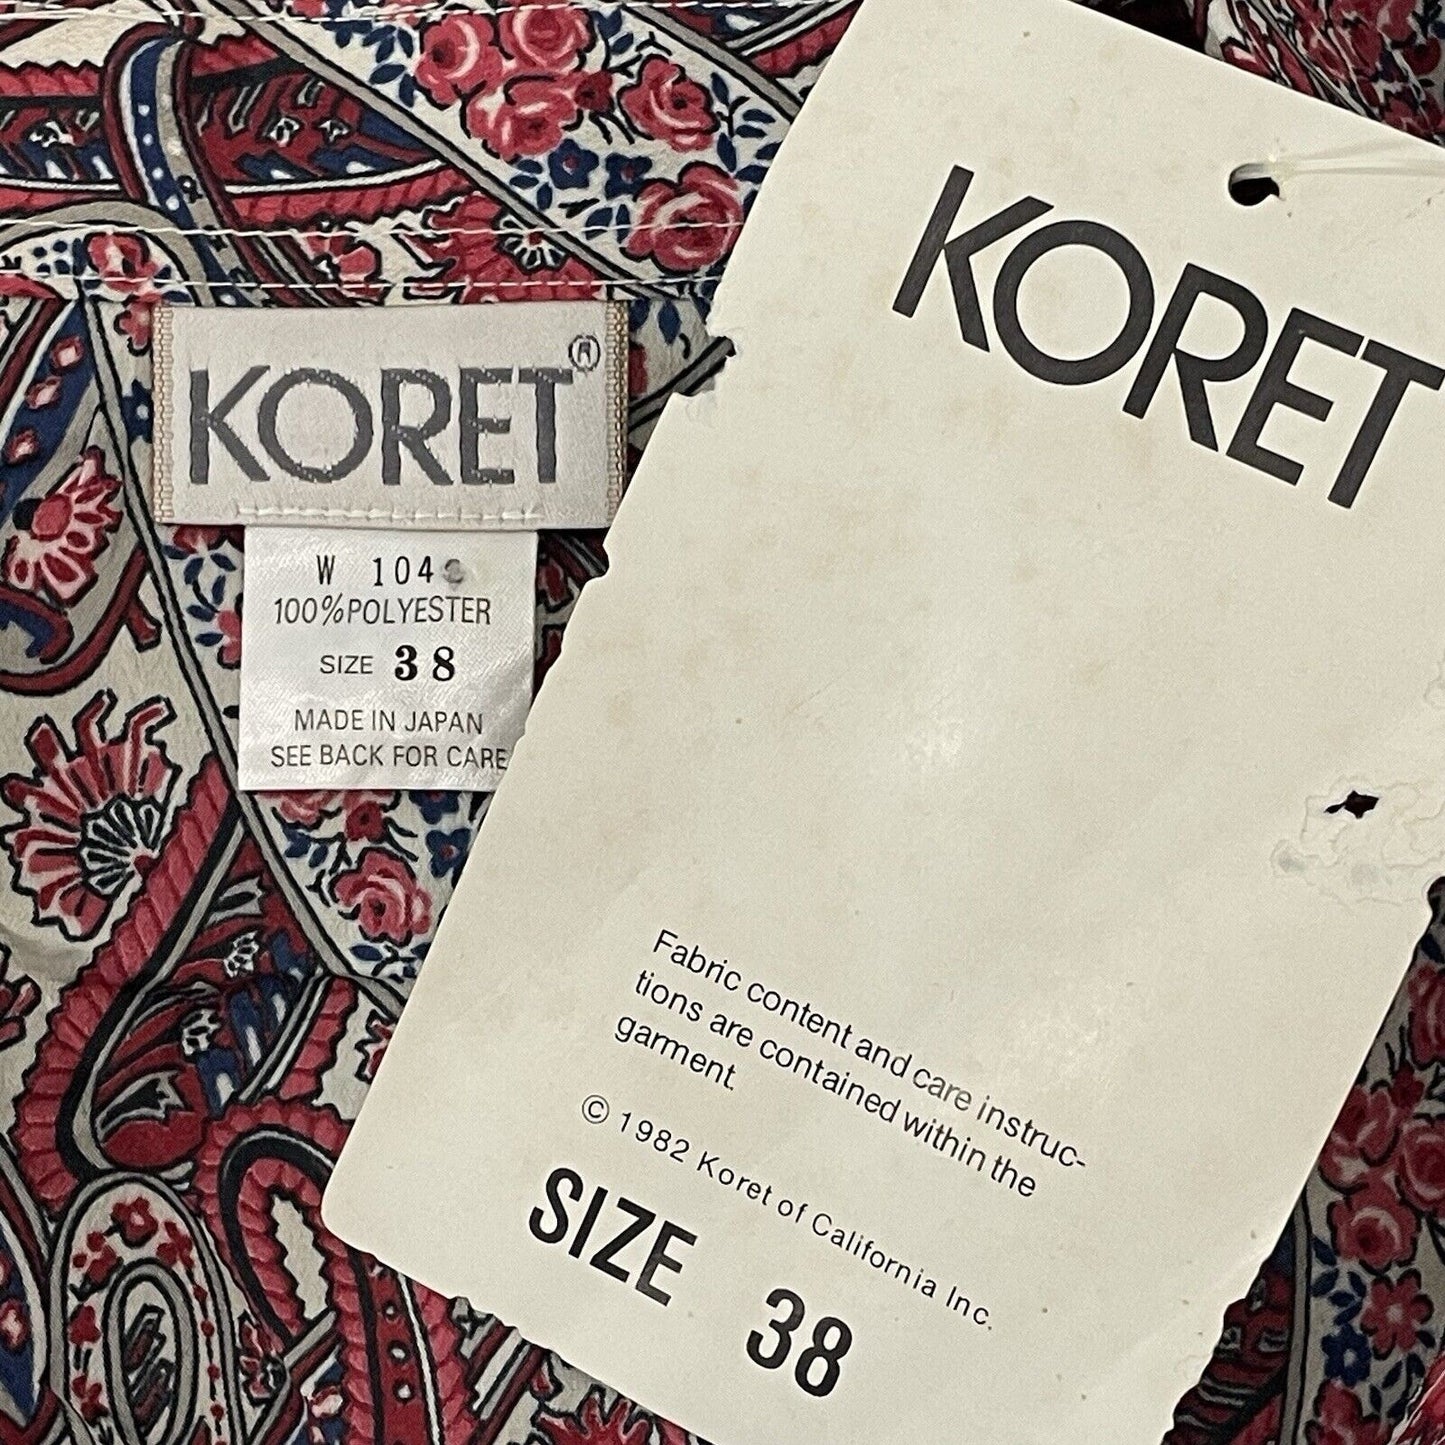 KORET®
W 104
100%POLYESTER
SIZE 38
MADE IN JAPAN
SEE BACK FOR CARE
KORET
Fabric content and care instruc-
tions are contained within the
garment.
© 1982 Koret of California Inc.
SIZE 38